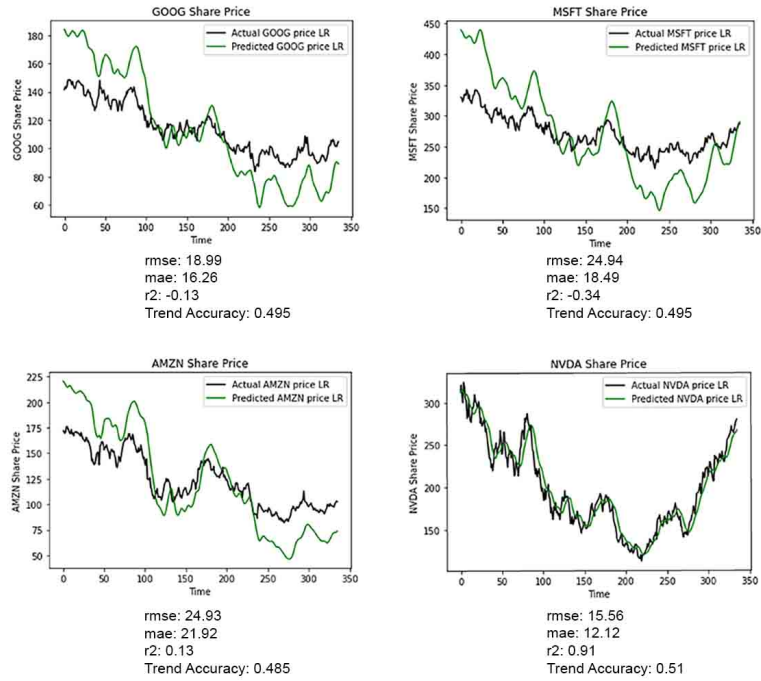 GOOG Share Price
Actual GOOG price LR
Predicted GOOG price LR
GOOG Share Price
180
160
140
120
100
80
60
0 50 100 150 200 250 300 350
Time
rmse: 18.99
mae: 16.26
r2: -0.13
Trend Accuracy: 0.495
MSFT Share Price
Actual MSFT price LR
Predicted MSFT price LR
MSFT Share Price
450
400
350
300
250
200
150
0 50 100 150 200 250 300 350
Time
rmse: 24.94
mae: 18.49
r2: -0.34
Trend Accuracy: 0.495
AMZN Share Price
Actual AMZN price LR
Predicted AMZN price LR
AMZN Share Price
225
200
175
150
125
100
75
50
0 50 100 150 200 250 300 350
Time
rmse: 24.93
mae: 21.92
r2: 0.13
Trend Accuracy: 0.485
NVDA Share Price
Actual NVDA price LR
Predicted NVDA price LR
NVDA Share Price
300
250
200
150
0 50 100 150 200 250 300 350
Time
rmse: 15.56
mae: 12.12
r2: 0.91
Trend Accuracy: 0.51